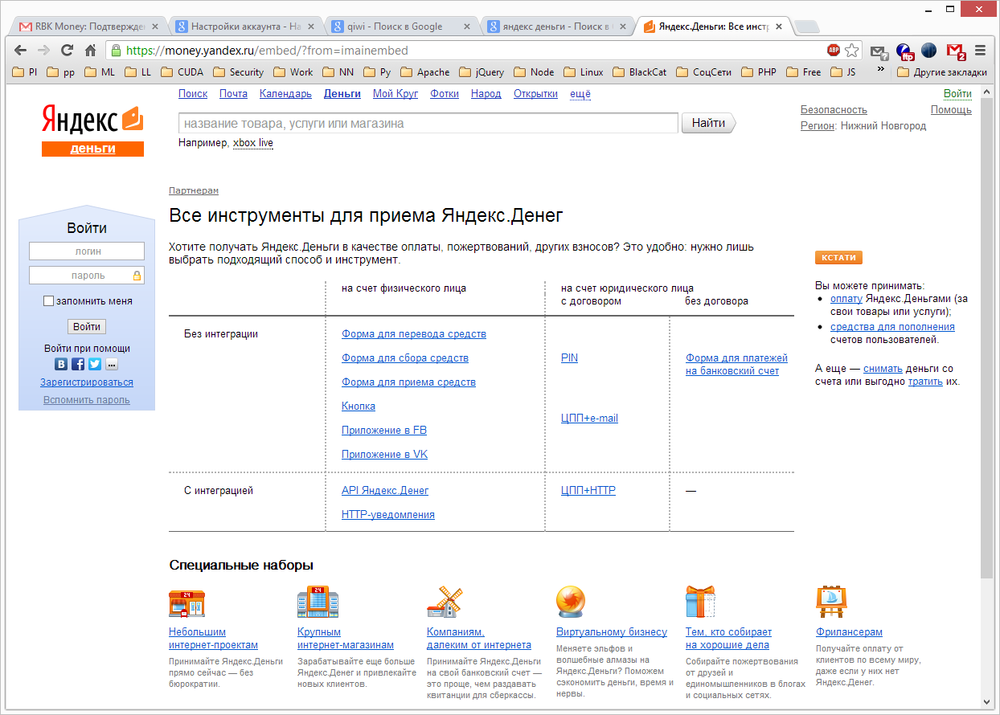 RBK Money: Подтвержде
Настройки аккаунта - На
qiwi - Поиск в Google
яндекс деньги - Поиск в
Яндекс.Деньги: Все инстр
https://money.yandex.ru/embed/?from=imainembed
ABP
2
PI pp ML LL CUDA Security Work NN Py Apache jQuery Node Linux BlackCat СоцСети PHP Free JS » Другие закладки
Поиск Почта Календарь Деньги Мой Круг Фотки Народ Открытки ещё
Войти
Безопасность Помощь
Регион: Нижний Новгород
Яндекс
деньги
название товара, услуги или магазина
Найти
Например, xbox live
Партнерам
Все инструменты для приема Яндекс.Денег
Войти
логин
пароль
запомнить меня
Войти
Войти при помощи
Зарегистрироваться
Вспомнить пароль
Хотите получать Яндекс.Деньги в качестве оплаты, пожертвований, других взносов? Это удобно: нужно лишь
выбрать подходящий способ и инструмент.
на счет физического лица
на счет юридического лица
с договором без договора
Без интеграции
Форма для перевода средств
Форма для сбора средств
Форма для приема средств
Кнопка
Приложение в FB
Приложение в VK
PIN
ЦПП+e-mail
Форма для платежей
на банковский счет
С интеграцией
API Яндекс.Денег
HTTP-уведомления
ЦПП+HTTP
—
КСТАТИ
Вы можете принимать:
• оплату Яндекс.Деньгами (за
свои товары или услуги);
• средства для пополнения
счетов пользователей.
А еще — снимать деньги со
счета или выгодно тратить их.
Специальные наборы
24
Небольшим
интернет-проектам
Принимайте Яндекс.Деньги
прямо сейчас — без
бюрократии.
24
Крупным
интернет-магазинам
Зарабатывайте еще больше
Яндекс.Денег и привлекайте
новых клиентов.
Компаниям,
далеким от интернета
Принимайте Яндекс.Деньги
на свой банковский счет —
это проще, чем раздавать
квитанции для сберкассы.
Виртуальному бизнесу
Меняете эльфов и
волшебные алмазы на
Яндекс.Деньги? Поможем
сэкономить деньги, время и
нервы.
Тем, кто собирает
на хорошие дела
Собирайте пожертвования
от друзей и
единомышленников в блогах
и социальных сетях.
Фрилансерам
Получайте оплату от
клиентов по всему миру,
даже если у них нет
Яндекс.Денег.